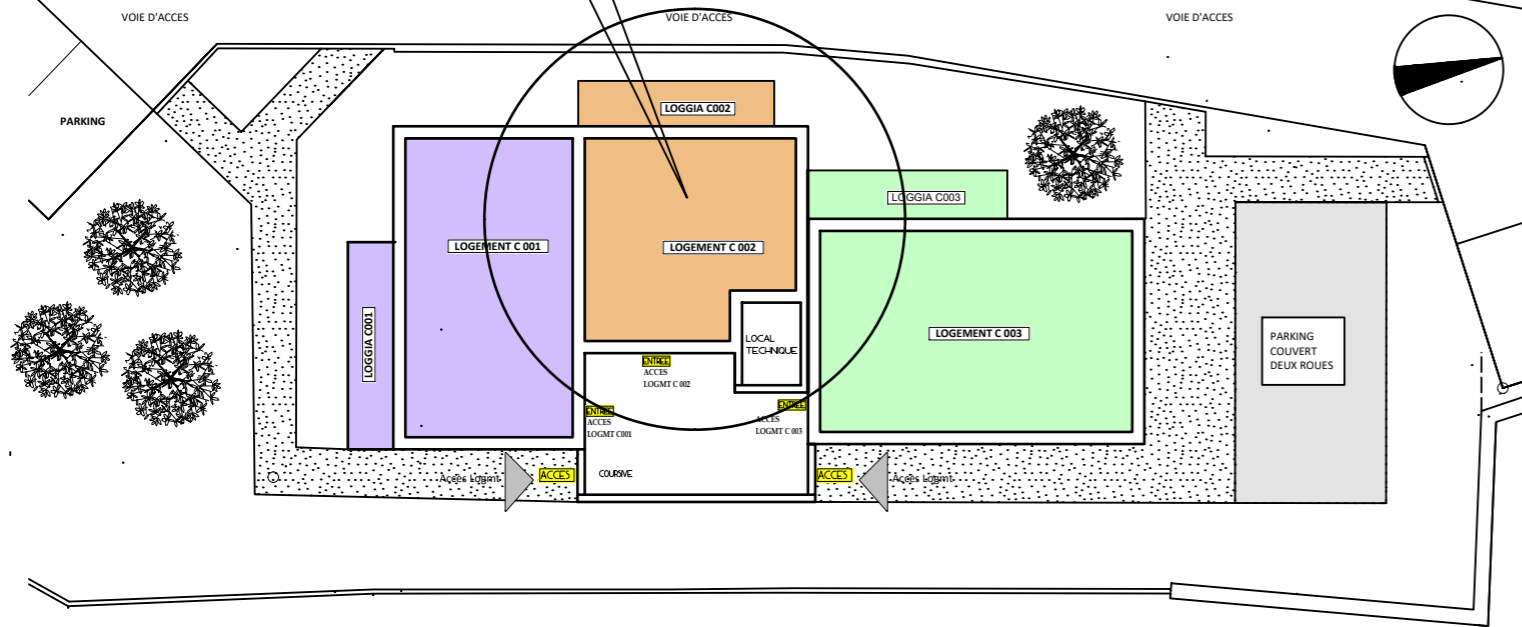 VOIE D'ACCES
VOIE D'ACCES
VOIE D'ACCES
PARKING
LOGGIA C002
LOGGIA C003
LOGEMENT C 001
LOGEMENT C 002
LOGGIA C001
LOGEMENT C 003
LOCAL
TECHNIQUE
PARKING
COUVERT
DEUX ROUES
ENTREE
ACCES
LOGMT C 002
ENTREE
ACCES
LOGMT C001
ENTREE
ACCES
LOGMT C 003
COURSIVE
Accès Logmt
ACCES
ACCES
Accès Logmt